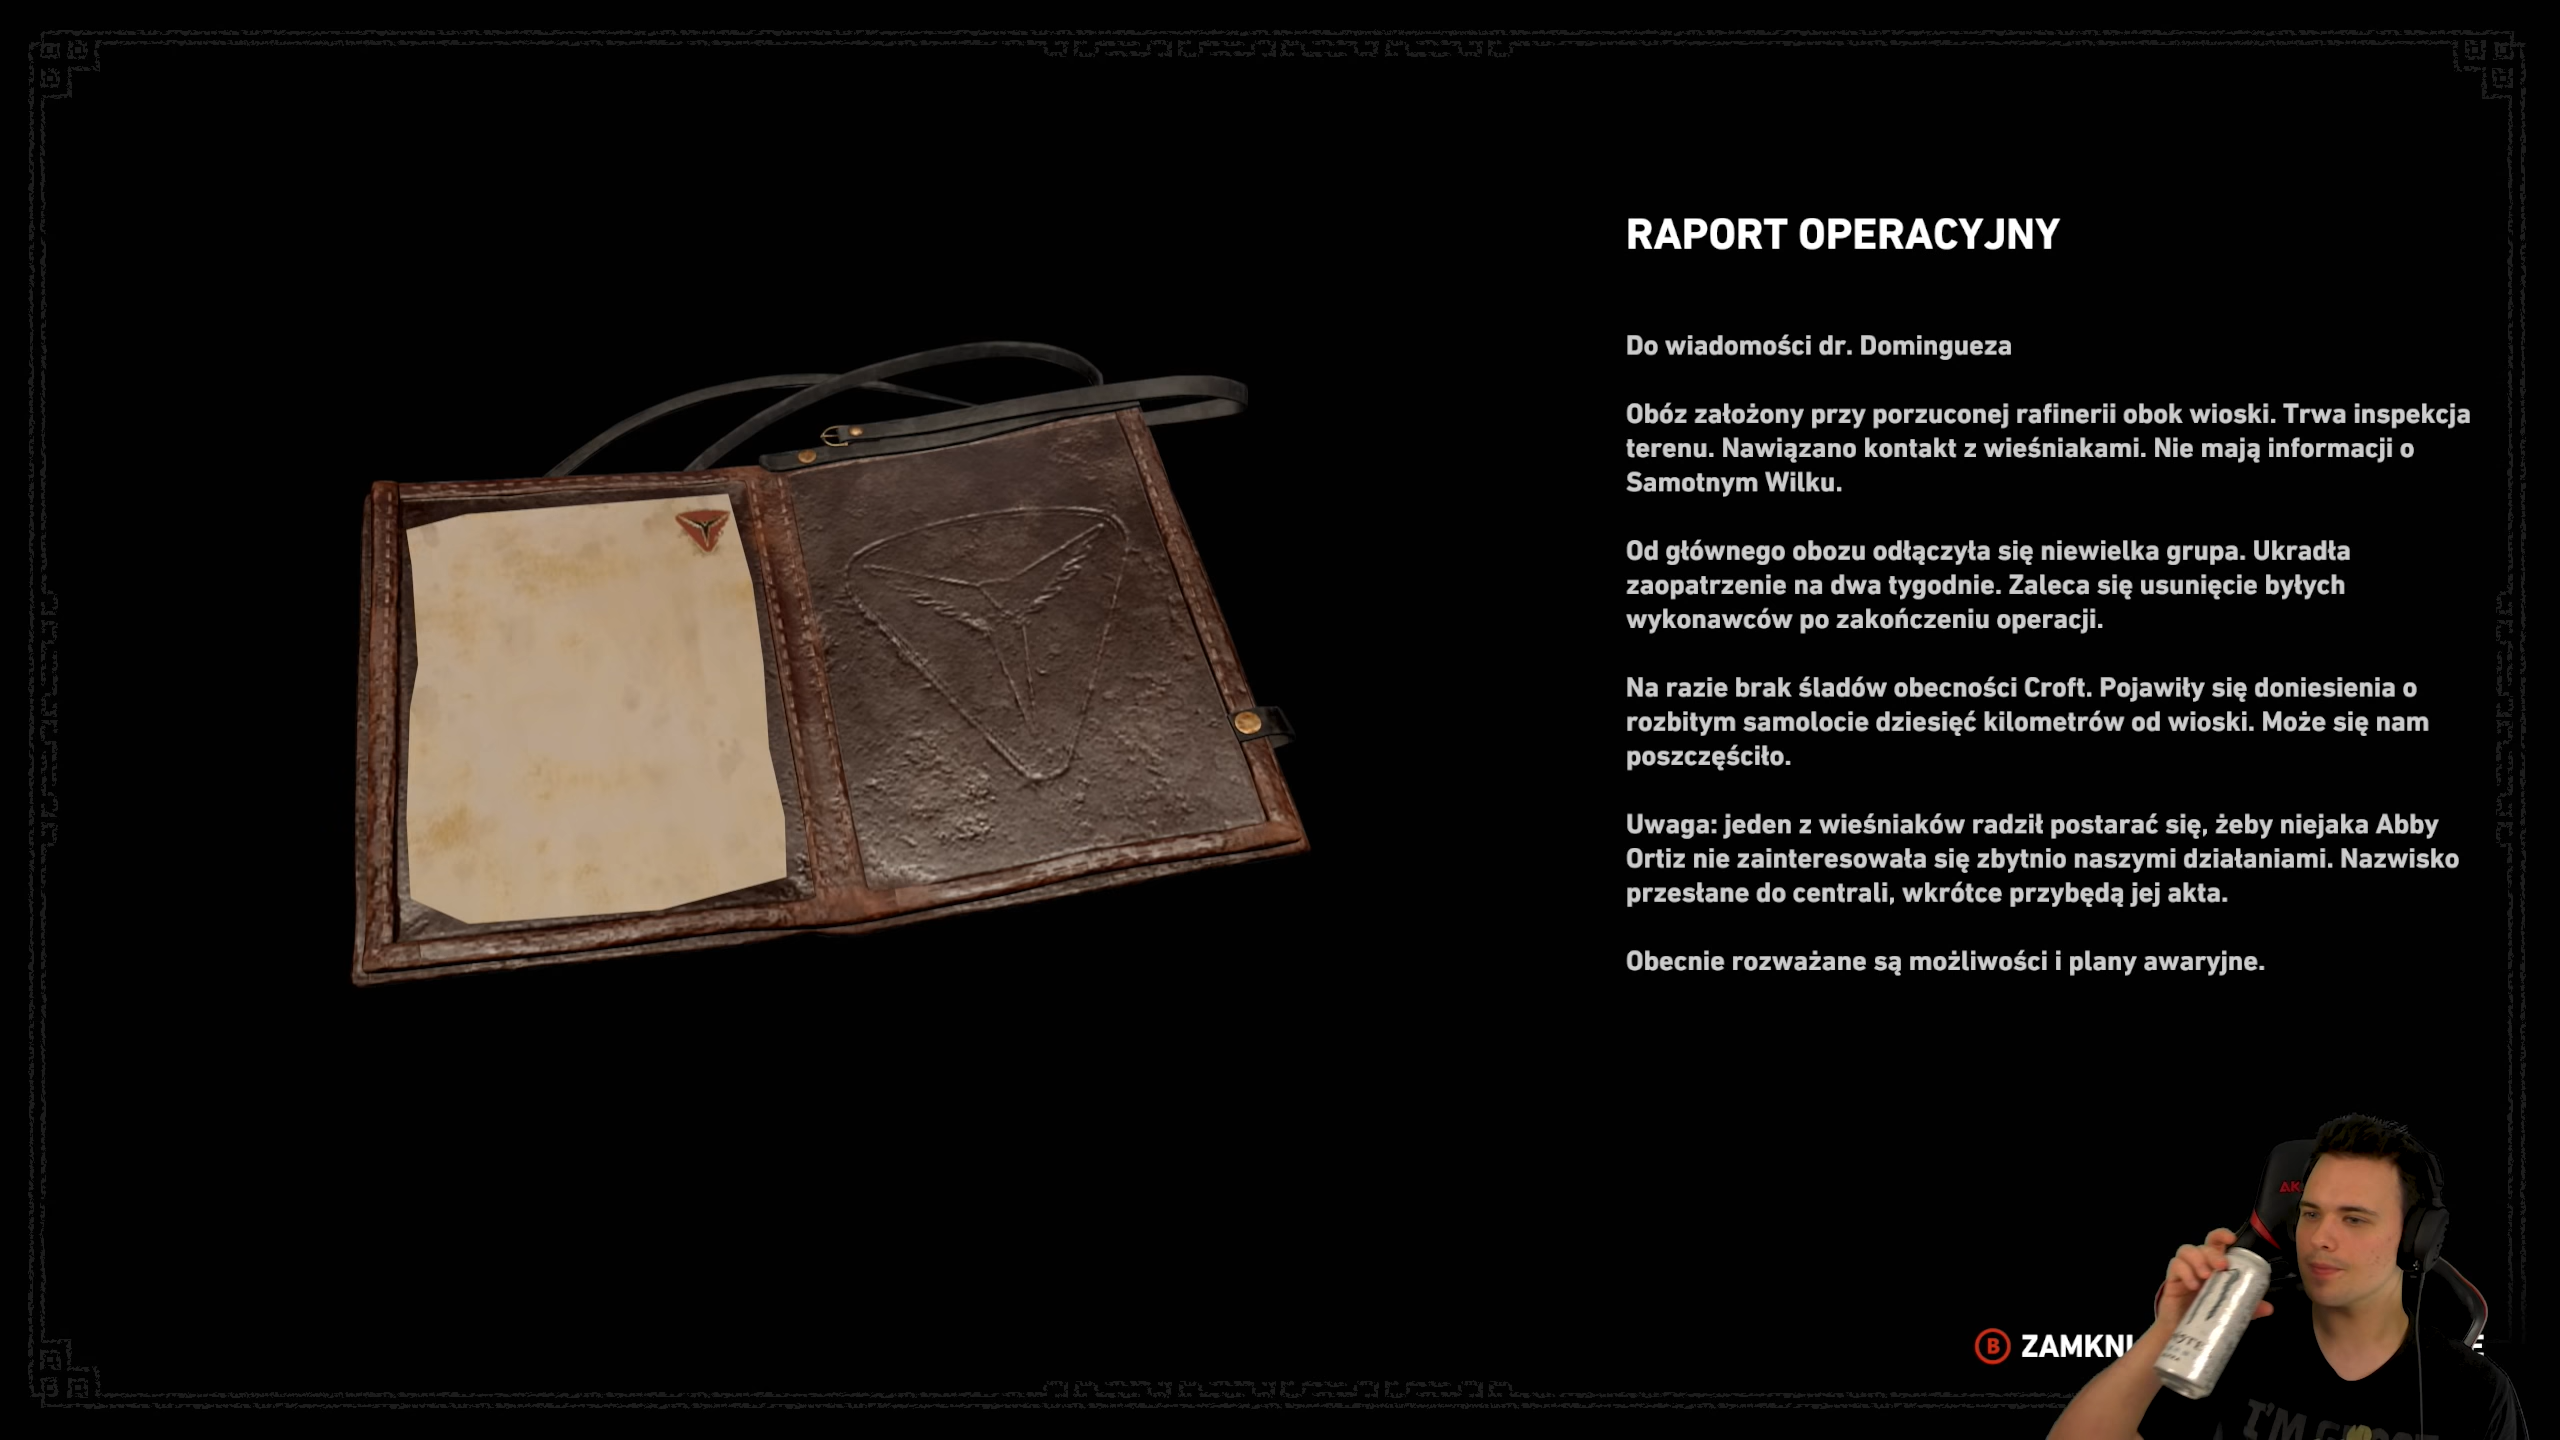 RAPORT OPERACYJNY
Do wiadomości dr. Domingueza
Obóz założony przy porzuconej rafinerii obok wioski. Trwa inspekcja
terenu. Nawiązano kontakt z wieśniakami. Nie mają informacji o
Samotnym Wilku.
Od głównego obozu odłączyła się niewielka grupa. Ukradła
zaopatrzenie na dwa tygodnie. Zaleca się usunięcie byłych
wykonawców po zakończeniu operacji.
Na razie brak śladów obecności Croft. Pojawiły się doniesienia o
rozbitym samolocie dziesięć kilometrów od wioski. Może się nam
poszczęściło.
Uwaga: jeden z wieśniaków radził postarać się, żeby niejaka Abby
Ortiz nie zainteresowała się zbytnio naszymi działaniami. Nazwisko
przesłane do centrali, wkrótce przybędą jej akta.
Obecnie rozważane są możliwości i plany awaryjne.
AK
B
I'M